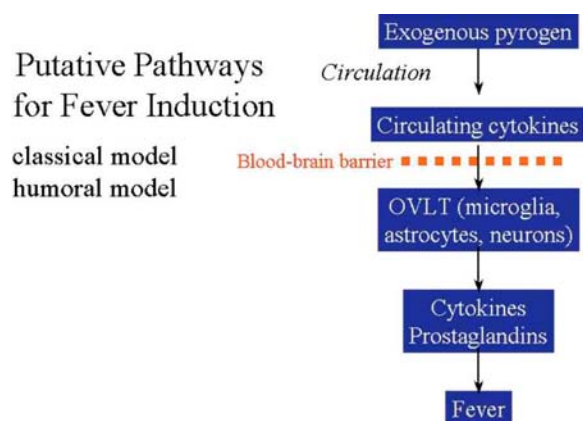 Putative Pathways
for Fever Induction
classical model
humoral model
Exogenous pyrogen
Circulation
Circulating cytokines
Blood-brain barrier
OVLT (microglia,
astrocytes, neurons)
Cytokines
Prostaglandins
Fever